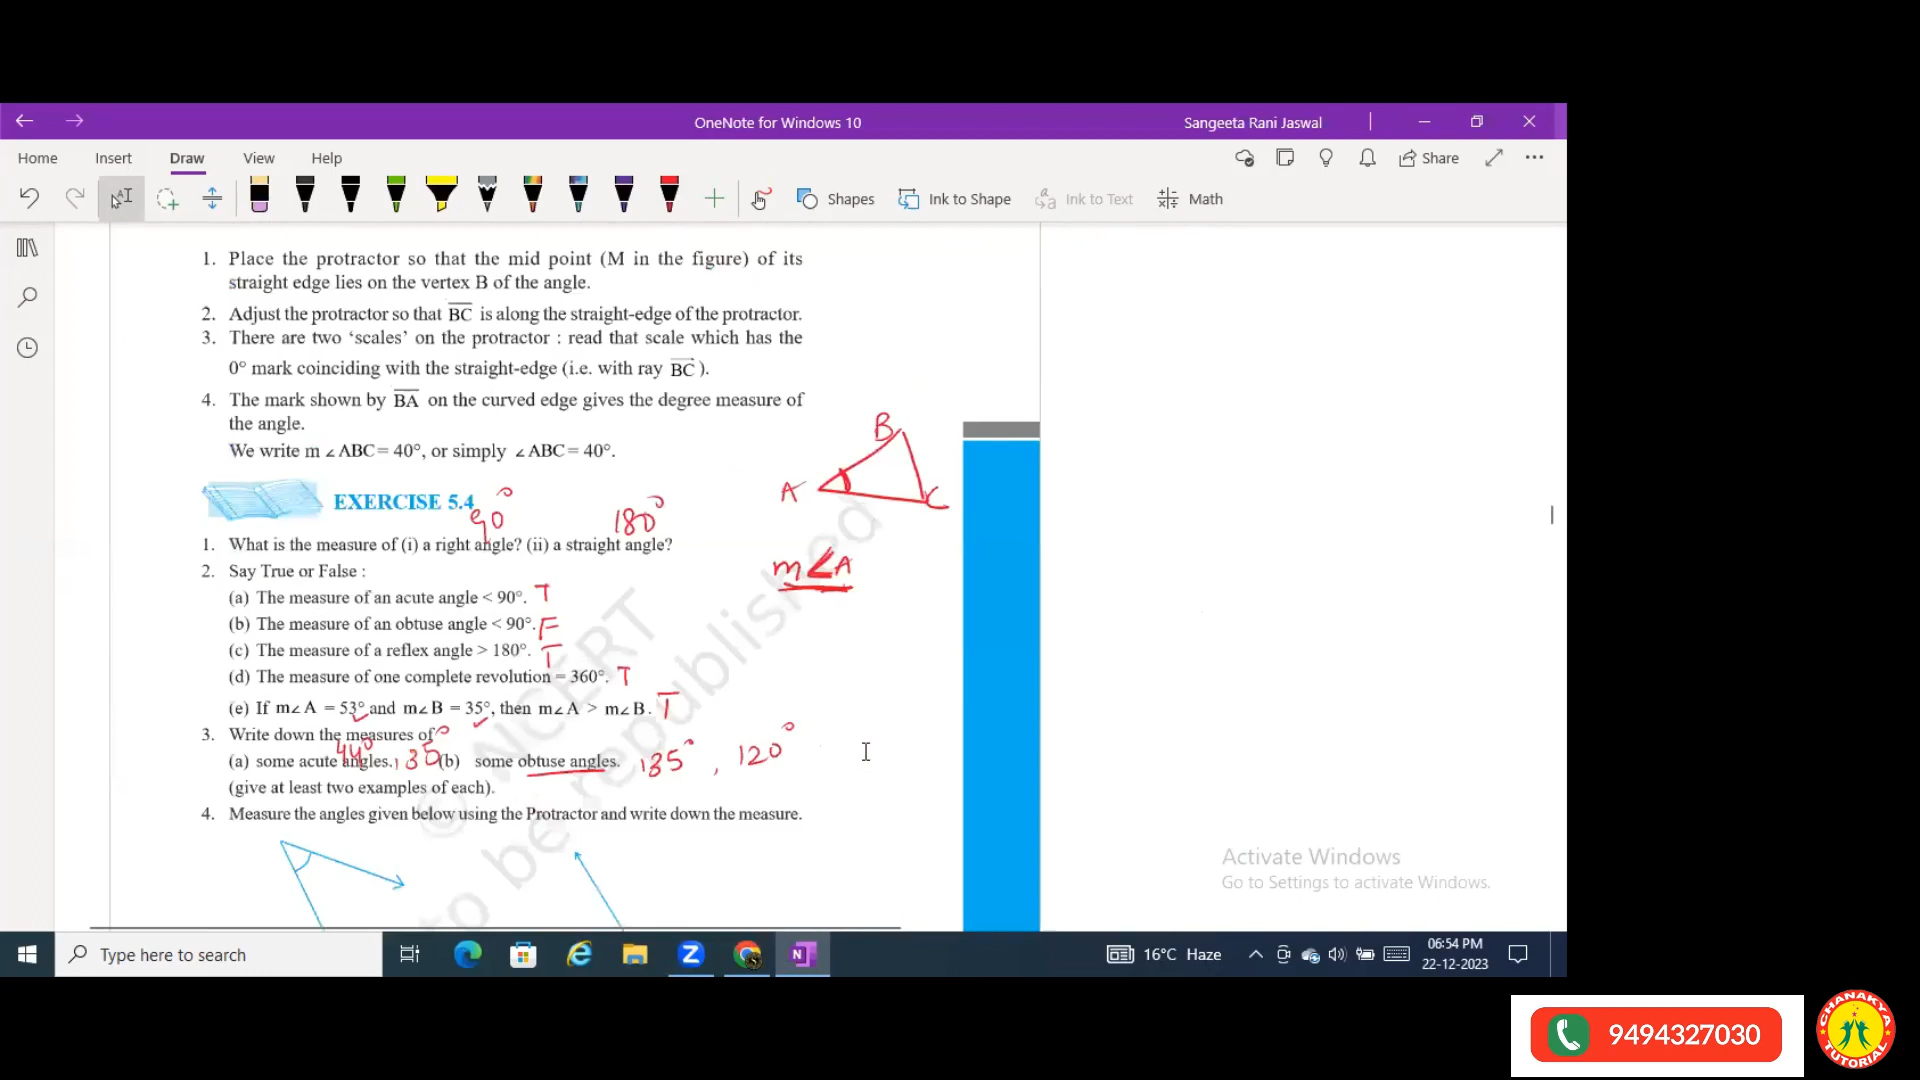 OneNote for Windows 10
Sangeeta Rani Jaswal
Home Insert Draw View Help
Share
Shapes Ink to Shape Ink to Text Math
1. Place the protractor so that the mid point (M in the figure) of its
straight edge lies on the vertex B of the angle.
2. Adjust the protractor so that BC is along the straight-edge of the protractor.
3. There are two ‘scales’ on the protractor : read that scale which has the
0° mark coinciding with the straight-edge (i.e. with ray BC ).
4. The mark shown by BA on the curved edge gives the degree measure of
the angle.
We write m ∠ ABC = 40°, or simply ∠ ABC = 40°.
B
A
C
EXERCISE 5.4
90° 180°
1. What is the measure of (i) a right angle? (ii) a straight angle?
m∠A
2. Say True or False :
(a) The measure of an acute angle < 90°. T
(b) The measure of an obtuse angle < 90°. F
(c) The measure of a reflex angle > 180°. T
(d) The measure of one complete revolution = 360°. T
(e) If m∠A = 53° and m∠B = 35°, then m∠A > m∠B. T
3. Write down the measures of
44°, 35° 135°, 120°
(a) some acute angles. (b) some obtuse angles.
(give at least two examples of each).
4. Measure the angles given below using the Protractor and write down the measure.
© NCERT
to be republished
Activate Windows
Go to Settings to activate Windows.
Type here to search
16°C Haze
06:54 PM
22-12-2023
9494327030
CHANAKYA
TUTORIAL